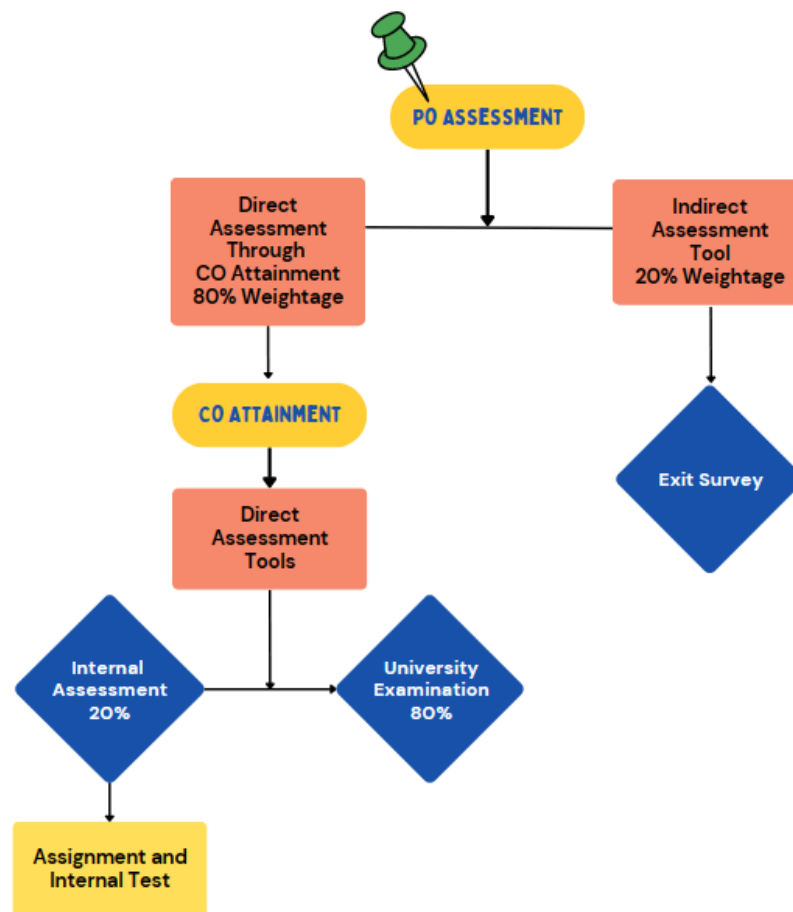 PO ASSESSMENT
Direct
Assessment
Through
CO Attainment
80% Weightage
Indirect
Assessment
Tool
20% Weightage
CO ATTAINMENT
Exit Survey
Direct
Assessment
Tools
Internal
Assessment
20%
University
Examination
80%
Assignment and
Internal Test